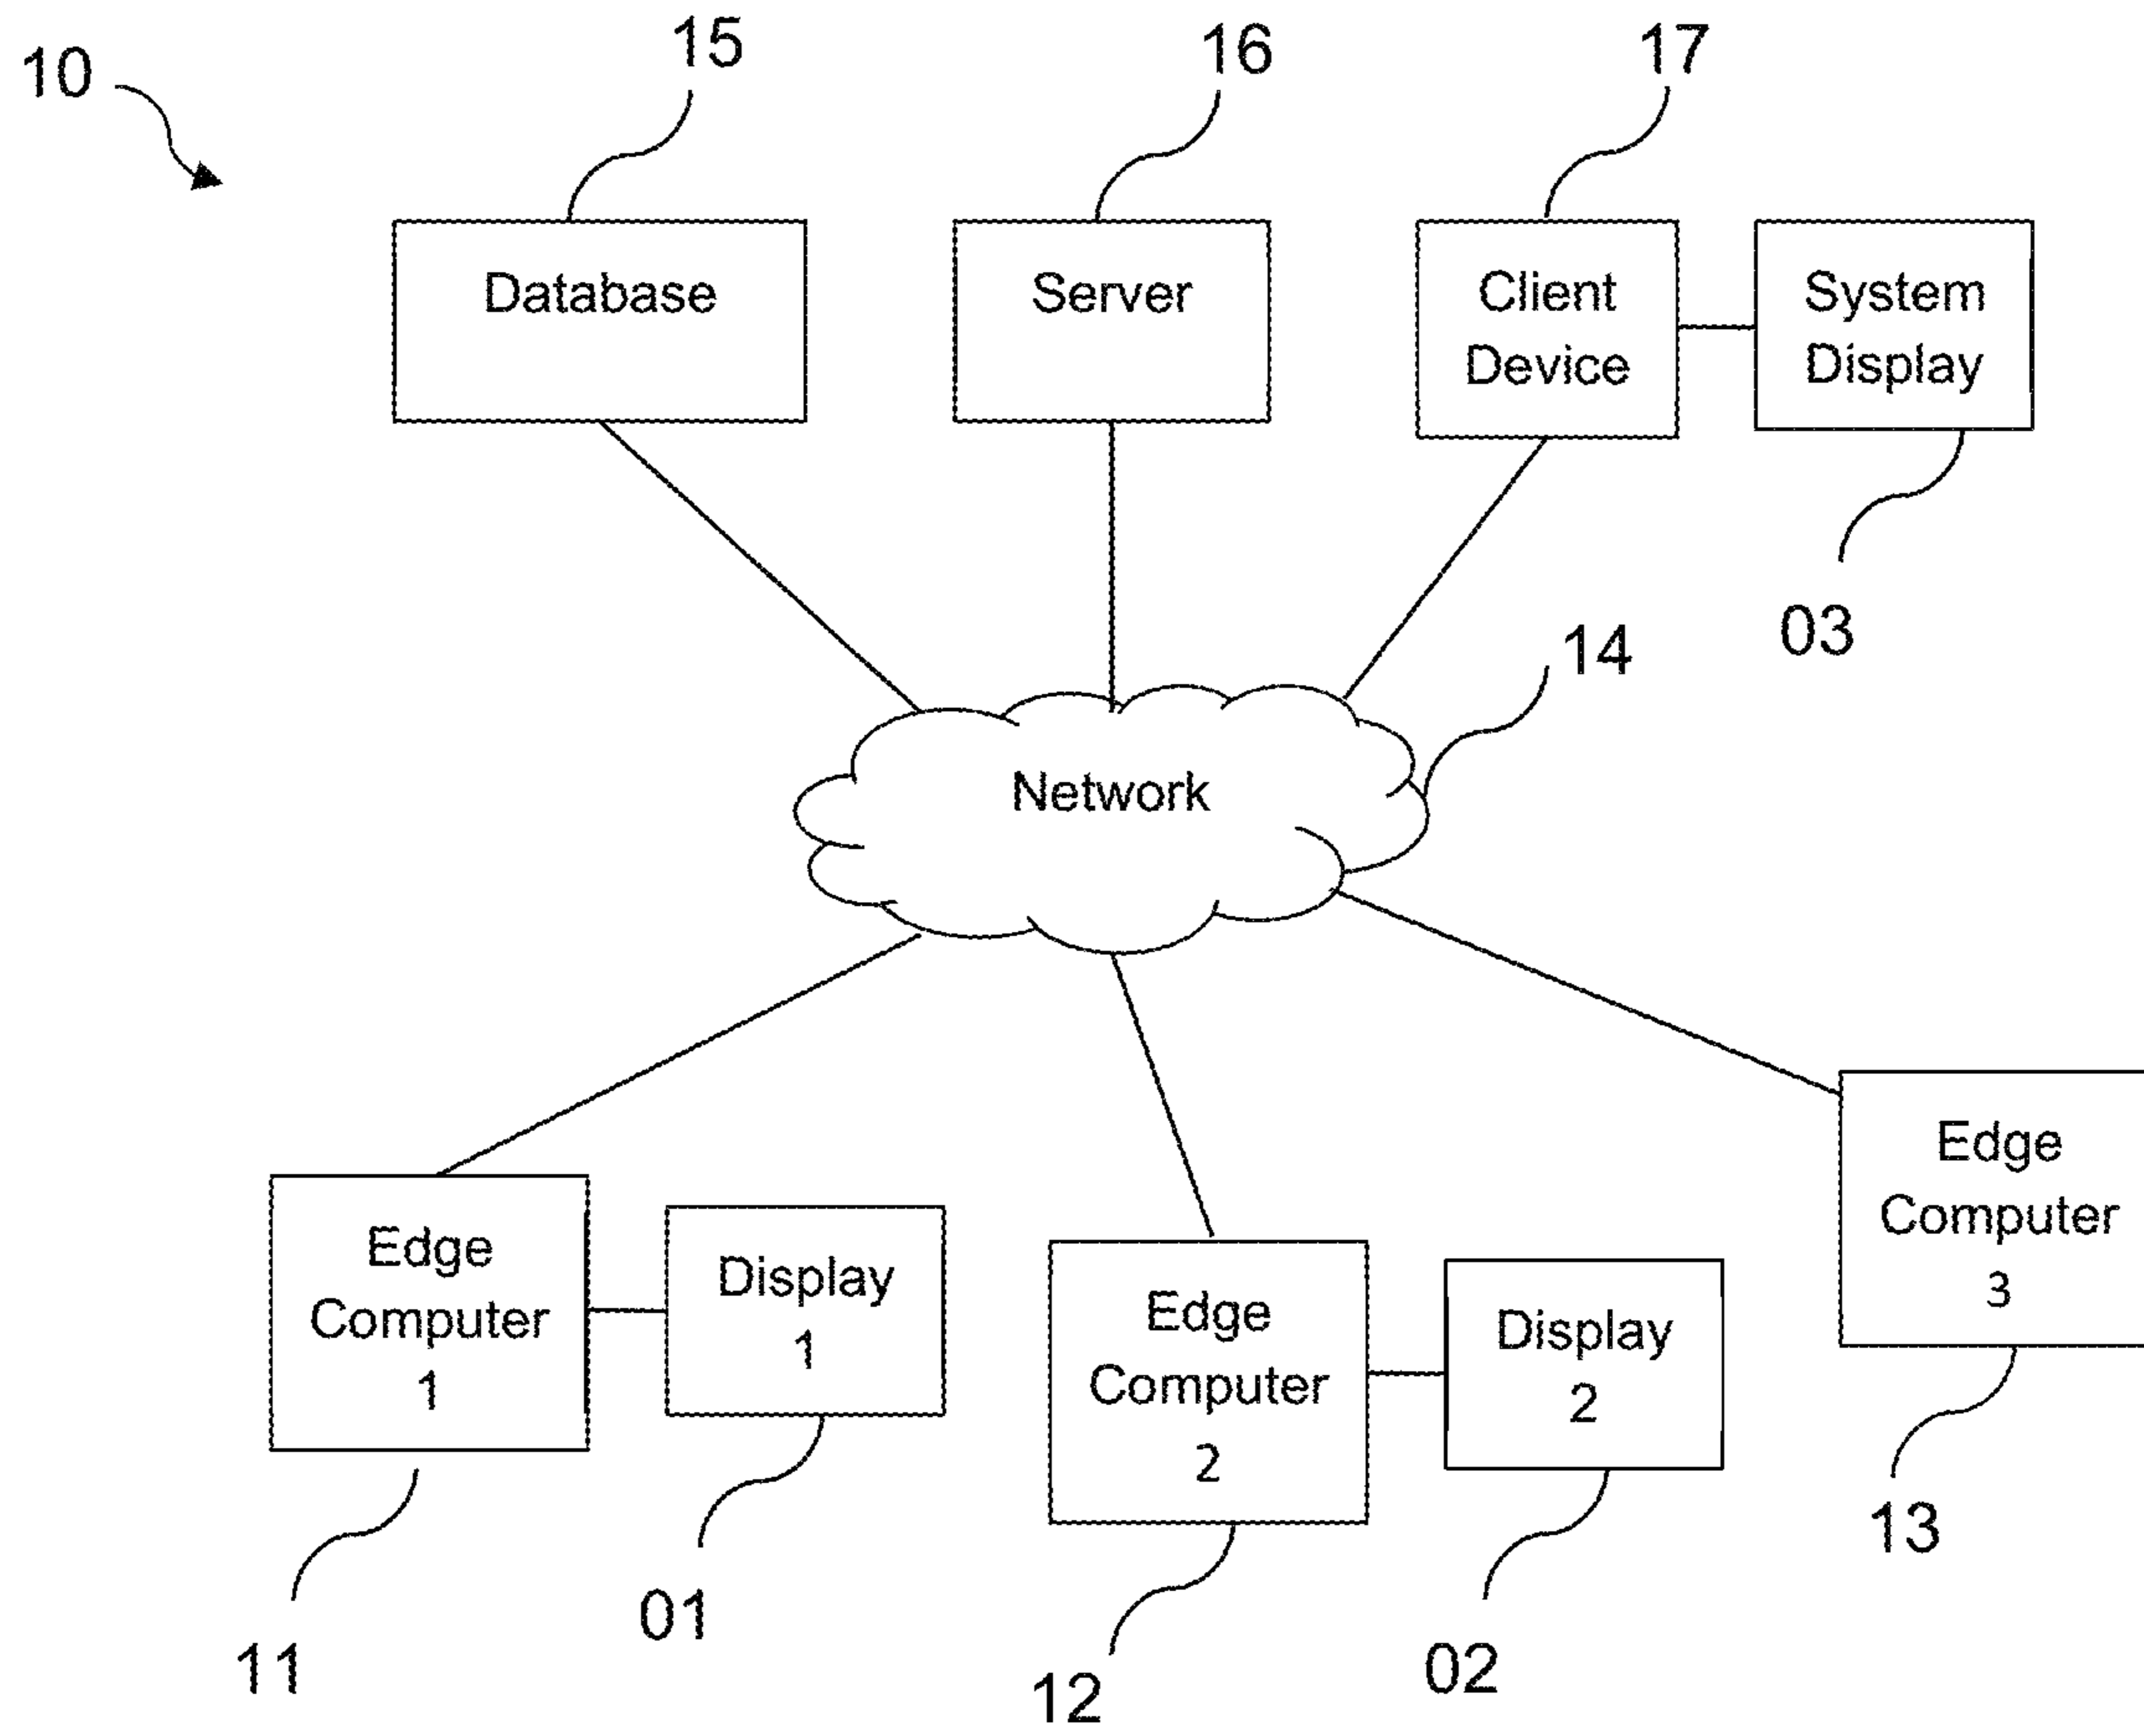 10
15
16
17
Database
Server
Client
Device
System
Display
03
14
Network
Edge
Computer
1
Display
1
Edge
Computer
2
Display
2
Edge
Computer
3
11
01
12
02
13